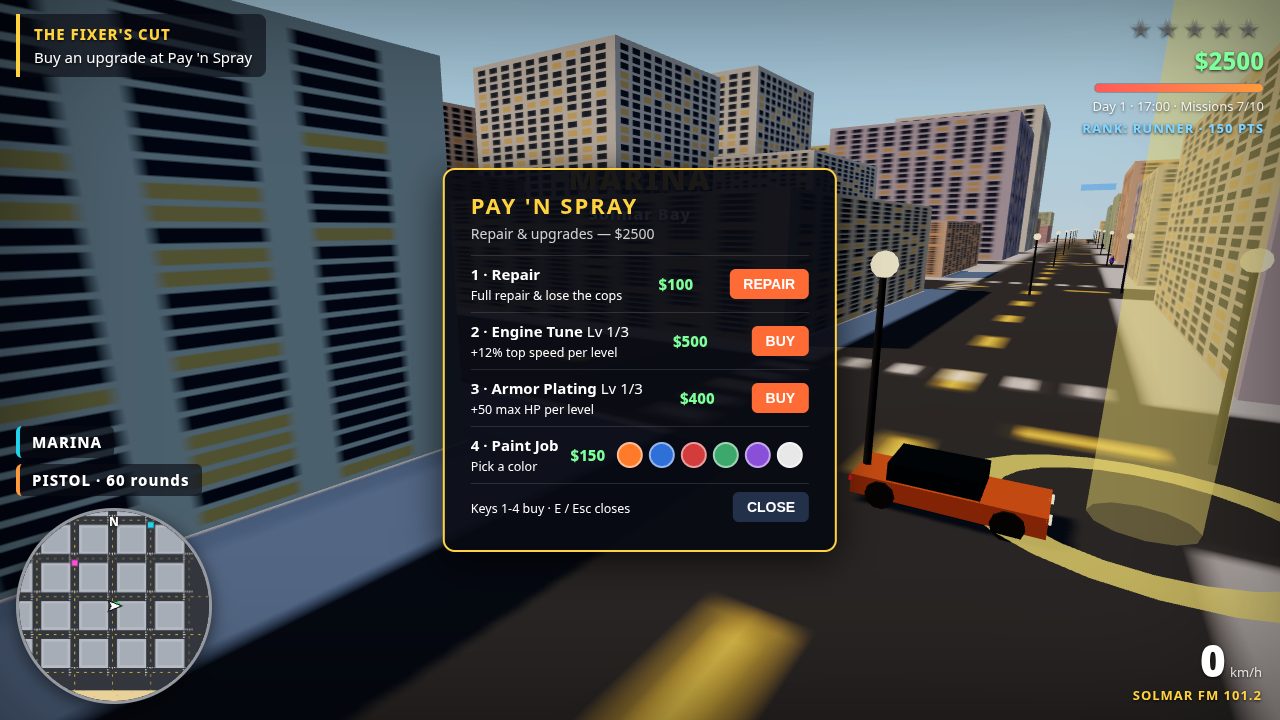 THE FIXER'S CUT
Buy an upgrade at Pay 'n Spray
★★★★★
$2500
Day 1 · 17:00 · Missions 7/10
RANK: RUNNER · 150 PTS
MARINA
Solmar Bay
PAY 'N SPRAY
Repair & upgrades — $2500
1 · Repair
Full repair & lose the cops
$100
REPAIR
2 · Engine Tune Lv 1/3
+12% top speed per level
$500
BUY
3 · Armor Plating Lv 1/3
+50 max HP per level
$400
BUY
4 · Paint Job
Pick a color
$150
Keys 1-4 buy · E / Esc closes
CLOSE
MARINA
PISTOL · 60 rounds
N
0 km/h
SOLMAR FM 101.2